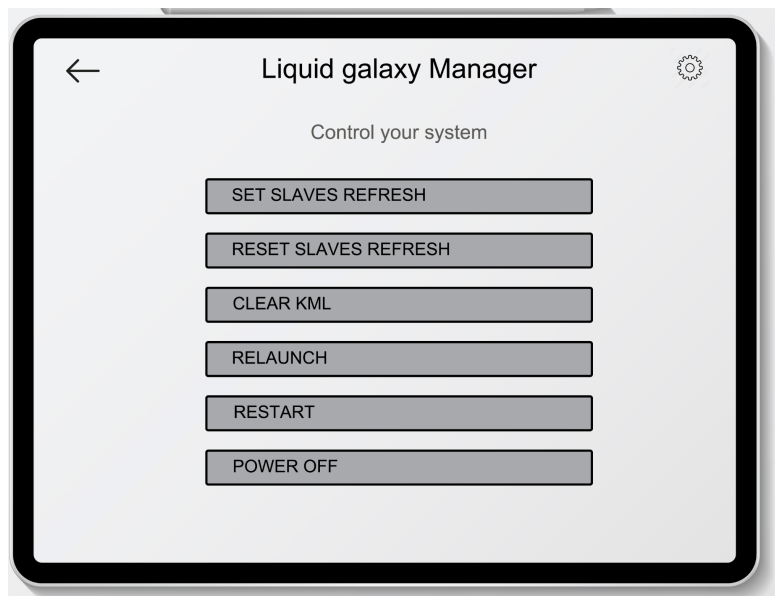 Liquid galaxy Manager
Control your system
SET SLAVES REFRESH
RESET SLAVES REFRESH
CLEAR KML
RELAUNCH
RESTART
POWER OFF